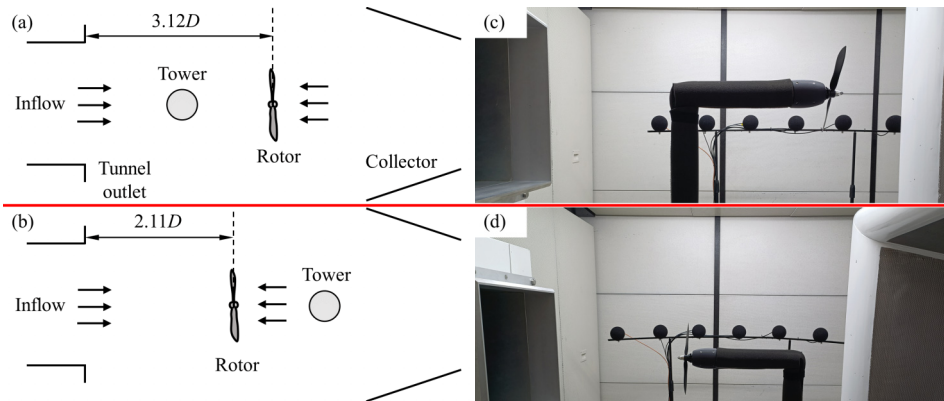 (a)
3.12D
Tower
Inflow
Rotor
Tunnel
outlet
Collector
(b)
2.11D
Tower
Inflow
Rotor
(c)
(d)